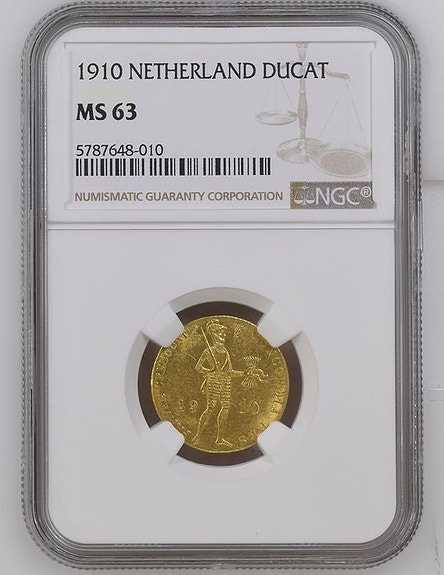 1910 NETHERLAND DUCAT
MS 63
5787648-010
NUMISMATIC GUARANTY CORPORATION NGC®
19 10